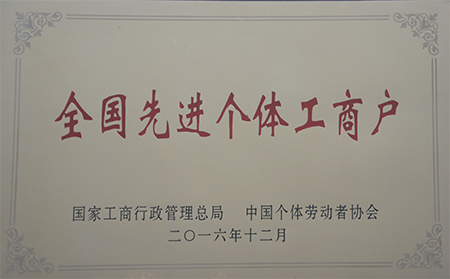 全国先进个体工商户
国家工商行政管理总局 中国个体劳动者协会
二〇一六年十二月